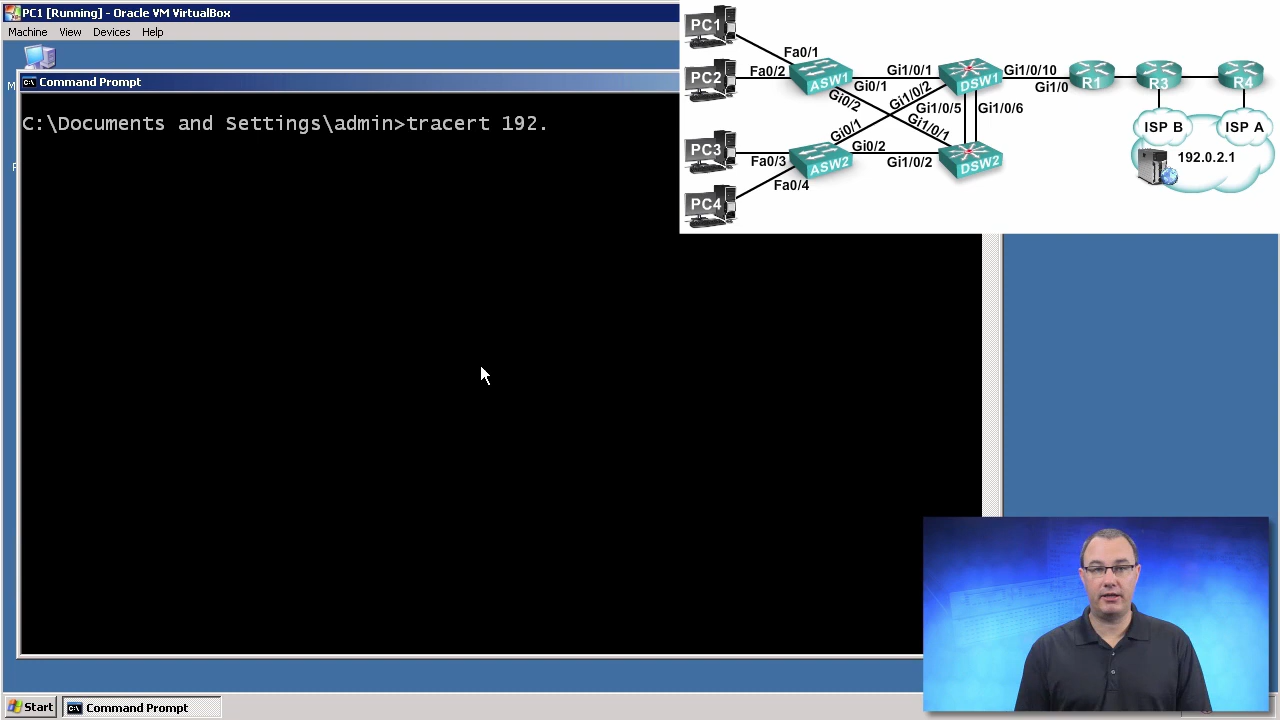 PC1 [Running] - Oracle VM VirtualBox
Machine View Devices Help
M
Command Prompt
C:\Documents and Settings\admin>tracert 192.
PC1
Fa0/1
PC2
Fa0/2
ASW1
Gi0/1
Gi0/2
Gi1/0/1
Gi1/0/2
DSW1
Gi1/0/10
Gi1/0
R1
R3
R4
Gi1/0/5
Gi1/0/6
Gi0/1
Gi1/0/1
ISP B
ISP A
PC3
Fa0/3
ASW2
Gi0/2
Gi1/0/2
DSW2
192.0.2.1
PC4
Fa0/4
Start
Command Prompt